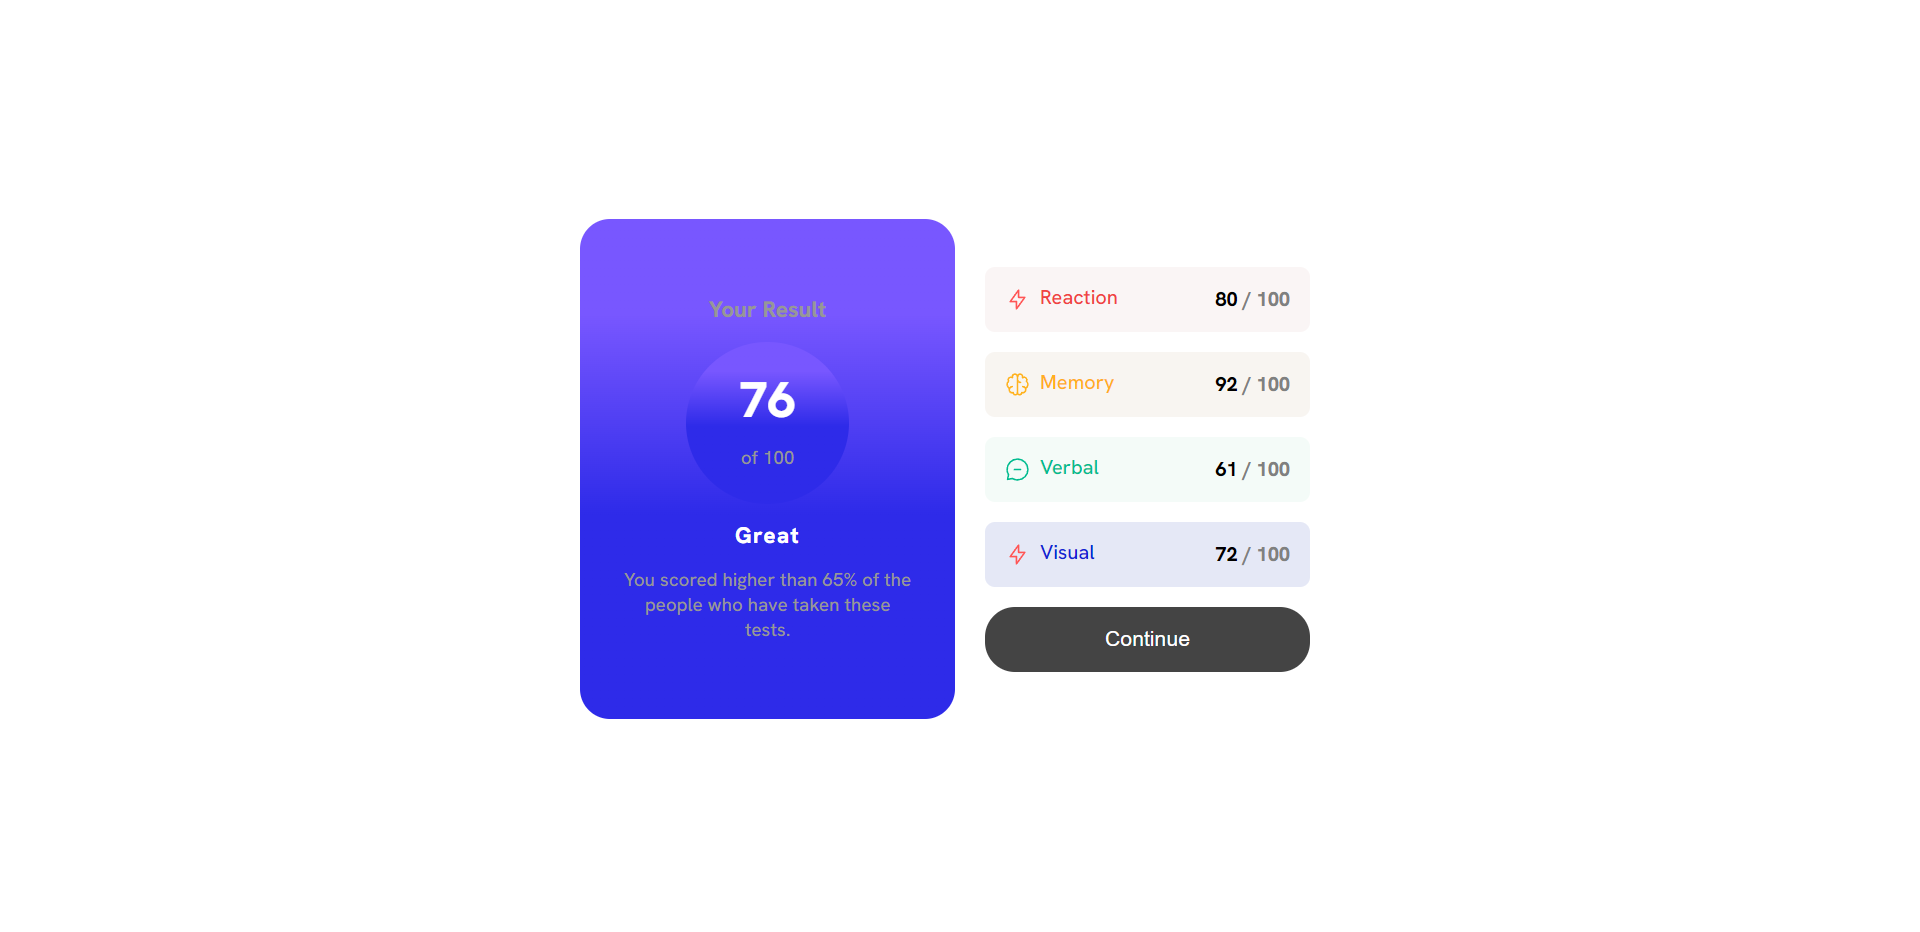 Your Result
76
of 100
Great
You scored higher than 65% of the
people who have taken these
tests.
Reaction 80 / 100
Memory 92 / 100
Verbal 61 / 100
Visual 72 / 100
Continue